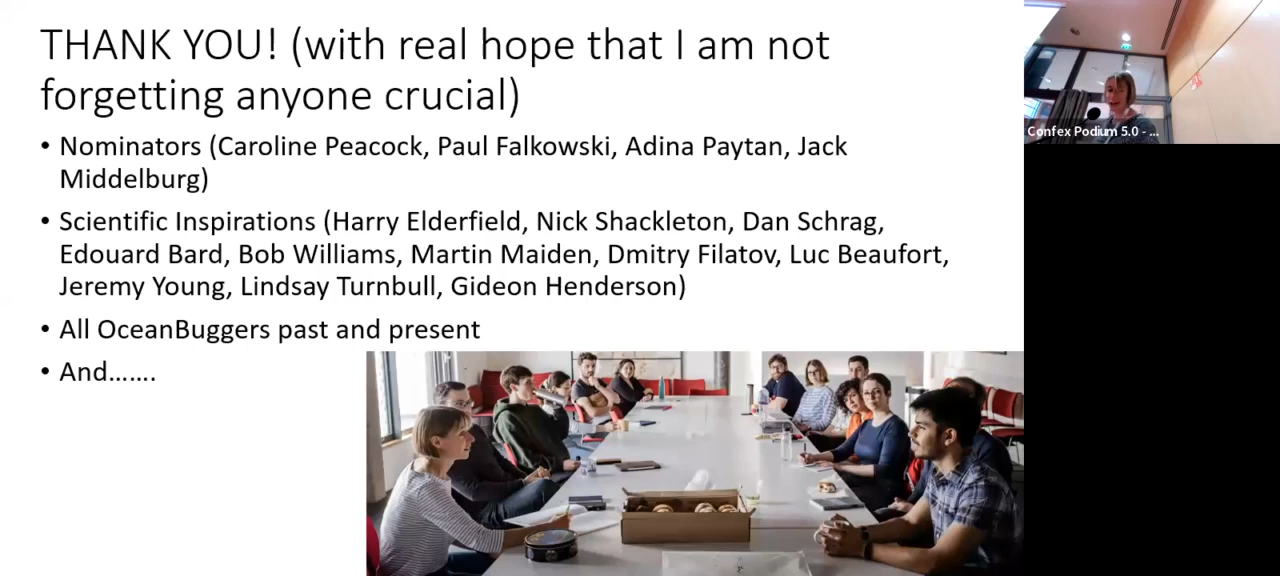 THANK YOU! (with real hope that I am not
forgetting anyone crucial)
• Nominators (Caroline Peacock, Paul Falkowski, Adina Paytan, Jack
Middelburg)
• Scientific Inspirations (Harry Elderfield, Nick Shackleton, Dan Schrag,
Edouard Bard, Bob Williams, Martin Maiden, Dmitry Filatov, Luc Beaufort,
Jeremy Young, Lindsay Turnbull, Gideon Henderson)
• All OceanBuggers past and present
• And.......
Confex Podium 5.0 - ...